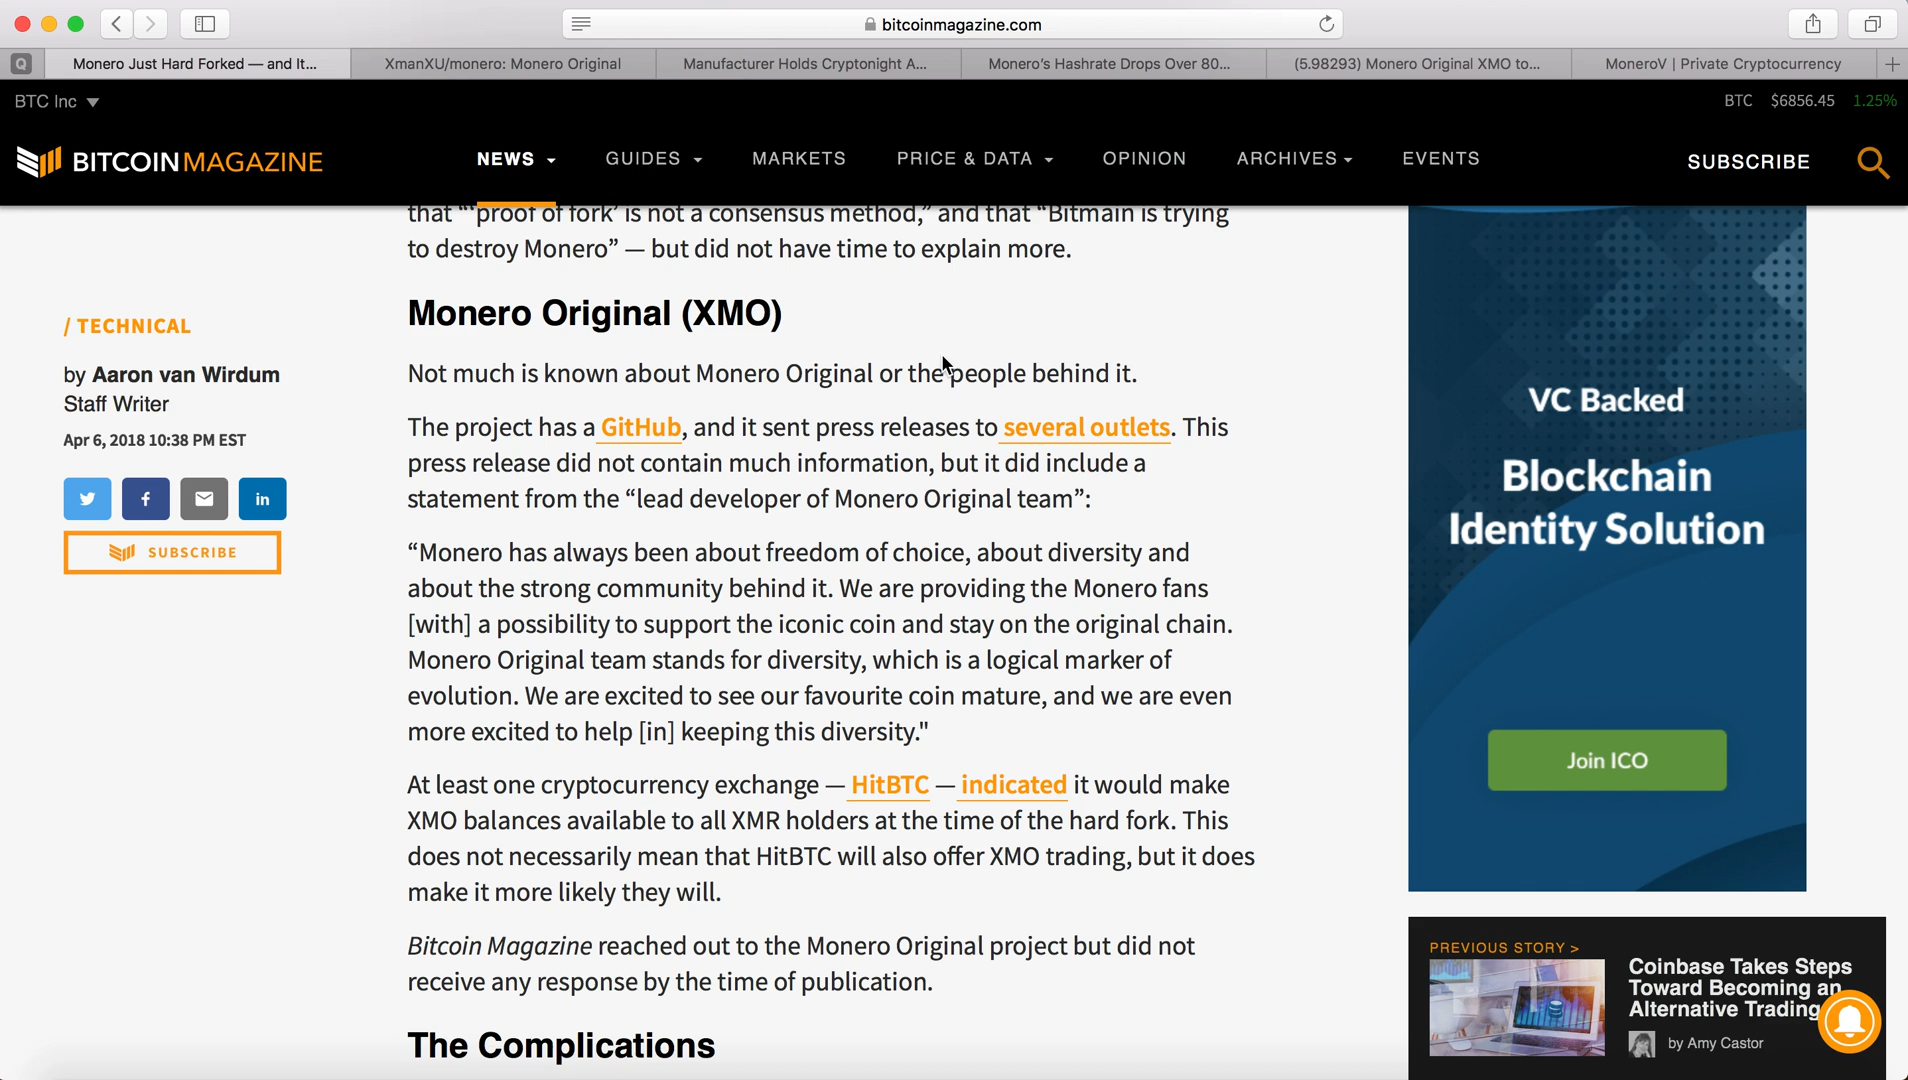 bitcoinmagazine.com
Q
Monero Just Hard Forked — and It...
XmanXU/monero: Monero Original
Manufacturer Holds Cryptonight A...
Monero's Hashrate Drops Over 80...
(5.98293) Monero Original XMO to...
MoneroV | Private Cryptocurrency
BTC Inc
BTC $6856.45 1.25%
BITCOINMAGAZINE
NEWS
GUIDES
MARKETS
PRICE & DATA
OPINION
ARCHIVES
EVENTS
SUBSCRIBE
that “‘proof of fork’ is not a consensus method,” and that “Bitmain is trying
to destroy Monero” — but did not have time to explain more.
/ TECHNICAL
by Aaron van Wirdum
Staff Writer
Apr 6, 2018 10:38 PM EST
f
in
SUBSCRIBE
Monero Original (XMO)
Not much is known about Monero Original or the people behind it.
The project has a GitHub, and it sent press releases to several outlets. This
press release did not contain much information, but it did include a
statement from the “lead developer of Monero Original team”:
“Monero has always been about freedom of choice, about diversity and
about the strong community behind it. We are providing the Monero fans
[with] a possibility to support the iconic coin and stay on the original chain.
Monero Original team stands for diversity, which is a logical marker of
evolution. We are excited to see our favourite coin mature, and we are even
more excited to help [in] keeping this diversity."
At least one cryptocurrency exchange — HitBTC — indicated it would make
XMO balances available to all XMR holders at the time of the hard fork. This
does not necessarily mean that HitBTC will also offer XMO trading, but it does
make it more likely they will.
Bitcoin Magazine reached out to the Monero Original project but did not
receive any response by the time of publication.
The Complications
VC Backed
Blockchain
Identity Solution
Join ICO
PREVIOUS STORY >
Coinbase Takes Steps
Toward Becoming an
Alternative Trading
by Amy Castor